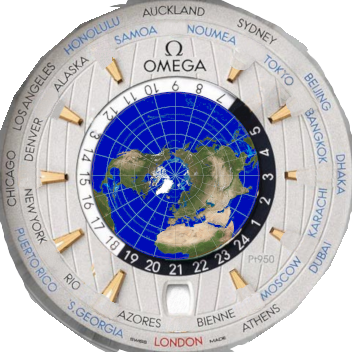 AUCKLAND
SYDNEY
NOUMEA
TOKYO
BEIJING
BANGKOK
DHAKA
KARACHI
DUBAI
MOSCOW
ATHENS
BIENNE
LONDON
AZORES
S.GEORGIA
RIO
PUERTO RICO
NEW YORK
CHICAGO
DENVER
LOS ANGELES
ALASKA
HONOLULU
SAMOA
Ω
OMEGA
1 2 3 4 5 6 7 8 9 10 11 12 13 14 15 16 17 18 19 20 21 22 23 24
Pt950
SWISS MADE